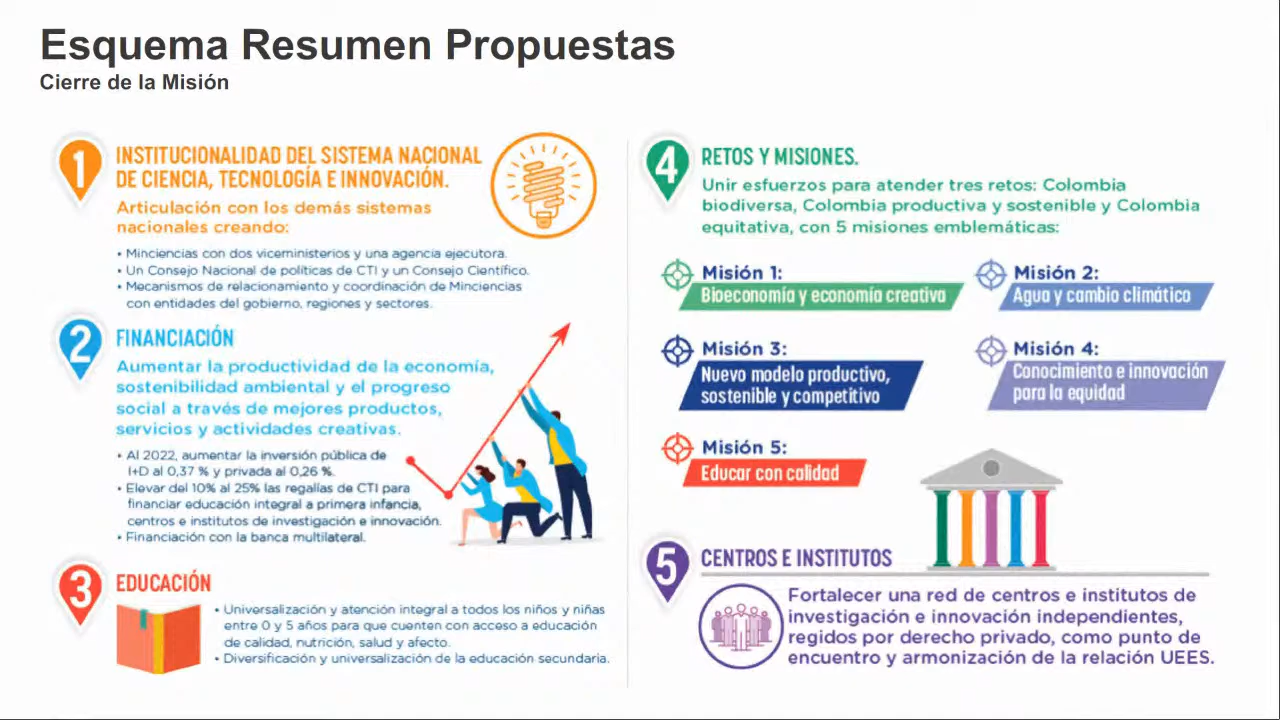 Esquema Resumen Propuestas
Cierre de la Misión
1
INSTITUCIONALIDAD DEL SISTEMA NACIONAL
DE CIENCIA, TECNOLOGÍA E INNOVACIÓN.
Articulación con los demás sistemas
nacionales creando:
• Minciencias con dos viceministerios y una agencia ejecutora.
• Un Consejo Nacional de políticas de CTI y un Consejo Científico.
• Mecanismos de relacionamiento y coordinación de Minciencias
con entidades del gobierno, regiones y sectores.
2
FINANCIACIÓN
Aumentar la productividad de la economía,
sostenibilidad ambiental y el progreso
social a través de mejores productos,
servicios y actividades creativas.
• Al 2022, aumentar la inversión pública de
I+D al 0,37 % y privada al 0,26 %.
• Elevar del 10% al 25% las regalías de CTI para
financiar educación integral a primera infancia,
centros e institutos de investigación e innovación.
• Financiación con la banca multilateral.
3
EDUCACIÓN
• Universalización y atención integral a todos los niños y niñas
entre 0 y 5 años para que cuenten con acceso a educación
de calidad, nutrición, salud y afecto.
• Diversificación y universalización de la educación secundaria.
4
RETOS Y MISIONES.
Unir esfuerzos para atender tres retos: Colombia
biodiversa, Colombia productiva y sostenible y Colombia
equitativa, con 5 misiones emblemáticas:
Misión 1:
Bioeconomía y economía creativa
Misión 2:
Agua y cambio climático
Misión 3:
Nuevo modelo productivo,
sostenible y competitivo
Misión 4:
Conocimiento e innovación
para la equidad
Misión 5:
Educar con calidad
5
CENTROS E INSTITUTOS
Fortalecer una red de centros e institutos de
investigación e innovación independientes,
regidos por derecho privado, como punto de
encuentro y armonización de la relación UEES.